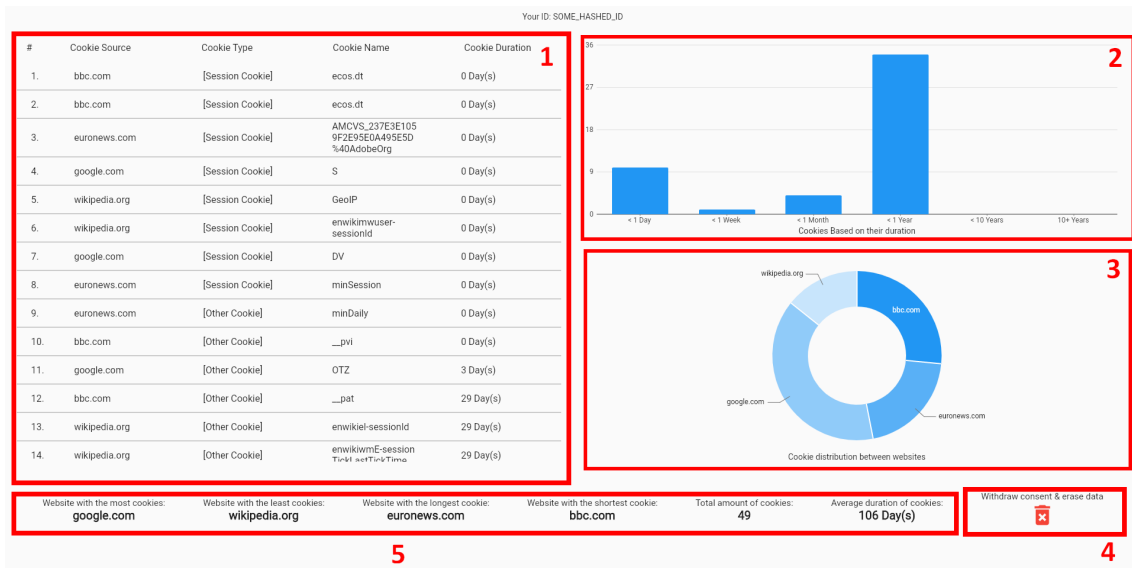 Your ID: SOME_HASHED_ID
# Cookie Source Cookie Type Cookie Name Cookie Duration
1
1. bbc.com [Session Cookie] ecos.dt 0 Day(s)
2. bbc.com [Session Cookie] ecos.dt 0 Day(s)
3. euronews.com [Session Cookie] AMCVS_237E3E105
9F2E95E0A495E5D
%40AdobeOrg 0 Day(s)
4. google.com [Session Cookie] S 0 Day(s)
5. wikipedia.org [Session Cookie] GeoIP 0 Day(s)
6. wikipedia.org [Session Cookie] enwikimwuser-
sessionId 0 Day(s)
7. google.com [Session Cookie] DV 0 Day(s)
8. euronews.com [Session Cookie] minSession 0 Day(s)
9. euronews.com [Other Cookie] minDaily 0 Day(s)
10. bbc.com [Other Cookie] __pvi 0 Day(s)
11. google.com [Other Cookie] OTZ 3 Day(s)
12. bbc.com [Other Cookie] __pat 29 Day(s)
13. wikipedia.org [Other Cookie] enwikiel-sessionId 29 Day(s)
14. wikipedia.org [Other Cookie] enwikiwmE-session
TickLastTickTime 29 Day(s)
2
36
27
18
9
0
< 1 Day < 1 Week < 1 Month < 1 Year < 10 Years 10+ Years
Cookies Based on their duration
3
wikipedia.org
bbc.com
google.com
euronews.com
Cookie distribution between websites
Website with the most cookies: Website with the least cookies: Website with the longest cookie: Website with the shortest cookie: Total amount of cookies: Average duration of cookies:
google.com wikipedia.org euronews.com bbc.com 49 106 Day(s)
Withdraw consent & erase data
5
4